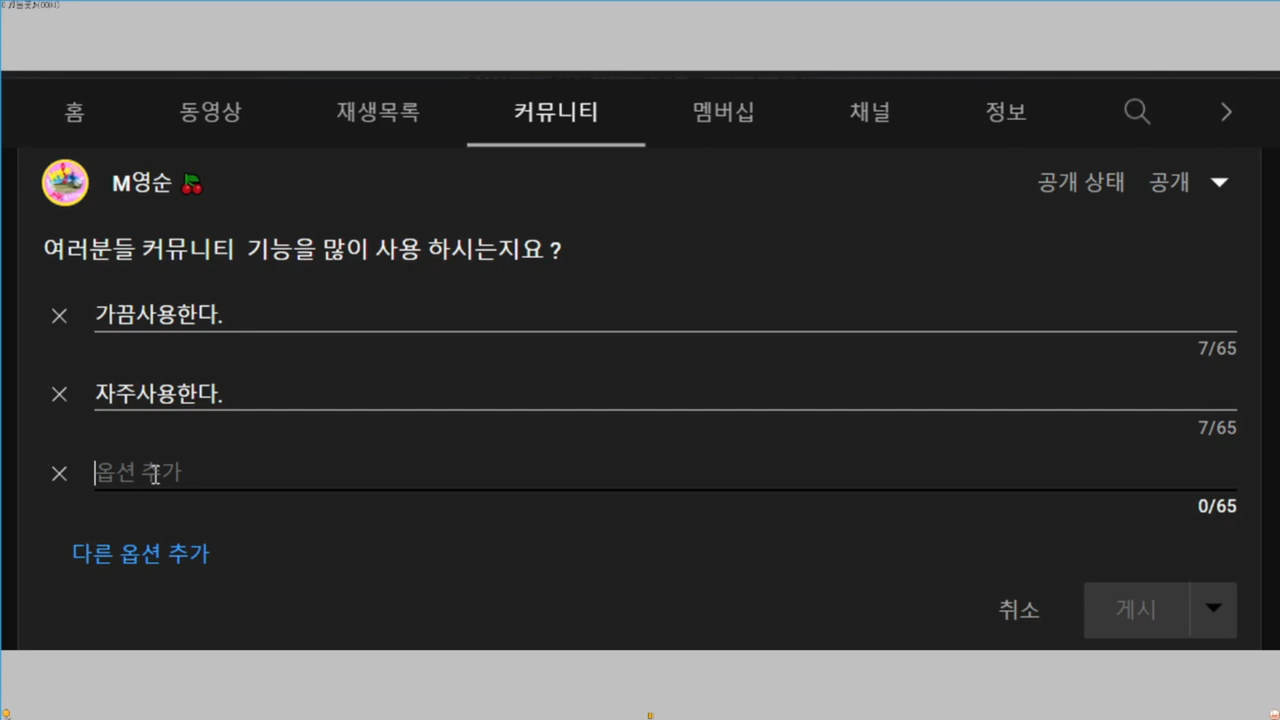 홈 동영상 재생목록 커뮤니티 멤버십 채널 정보
M영순 공개 상태 공개
여러분들 커뮤니티 기능을 많이 사용 하시는지요 ?
가끔사용한다.
7/65
자주사용한다.
7/65
옵션 추가
0/65
다른 옵션 추가
취소 게시